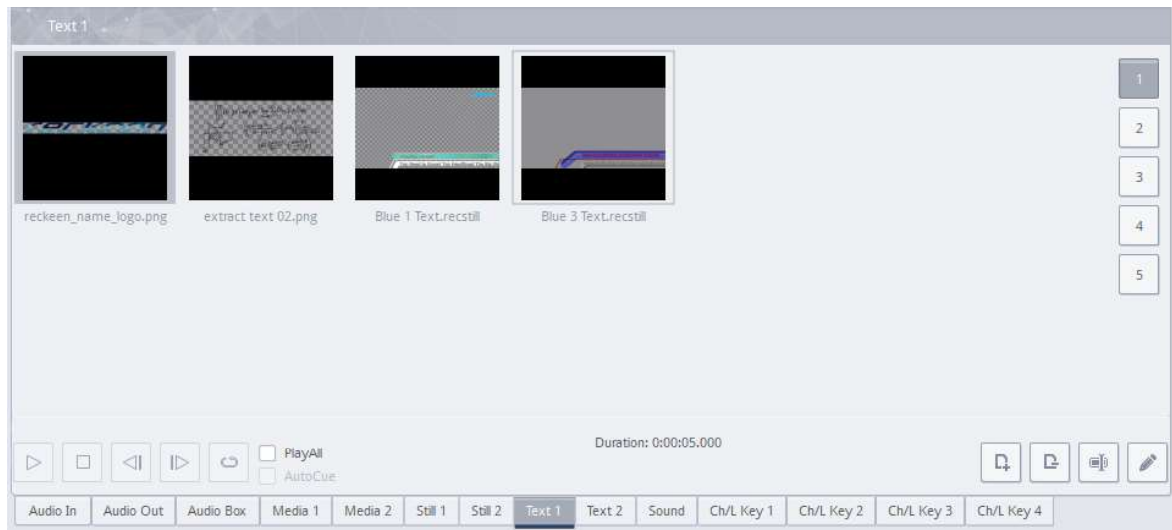 Text 1
1
2
3
4
5
reckeen_name_logo.png
extract text 02.png
Blue 1 Text.recstill
Blue 3 Text.recstill
PlayAll
AutoCue
Duration: 0:00:05.000
Audio In
Audio Out
Audio Box
Media 1
Media 2
Still 1
Still 2
Text 1
Text 2
Sound
Ch/L Key 1
Ch/L Key 2
Ch/L Key 3
Ch/L Key 4